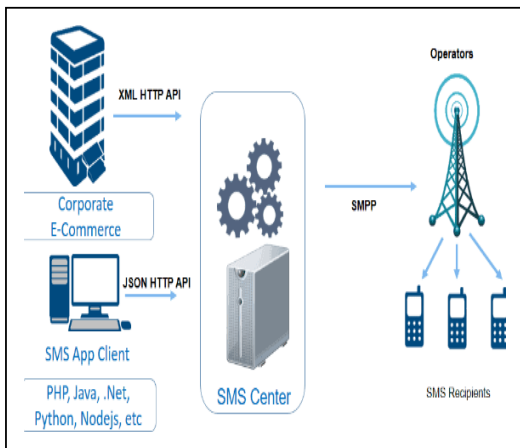 Operators
XML HTTP API
SMPP
Corporate
E-Commerce
JSON HTTP API
SMS App Client
SMS Center
PHP, Java, .Net,
Python, Nodejs, etc
SMS Recipients